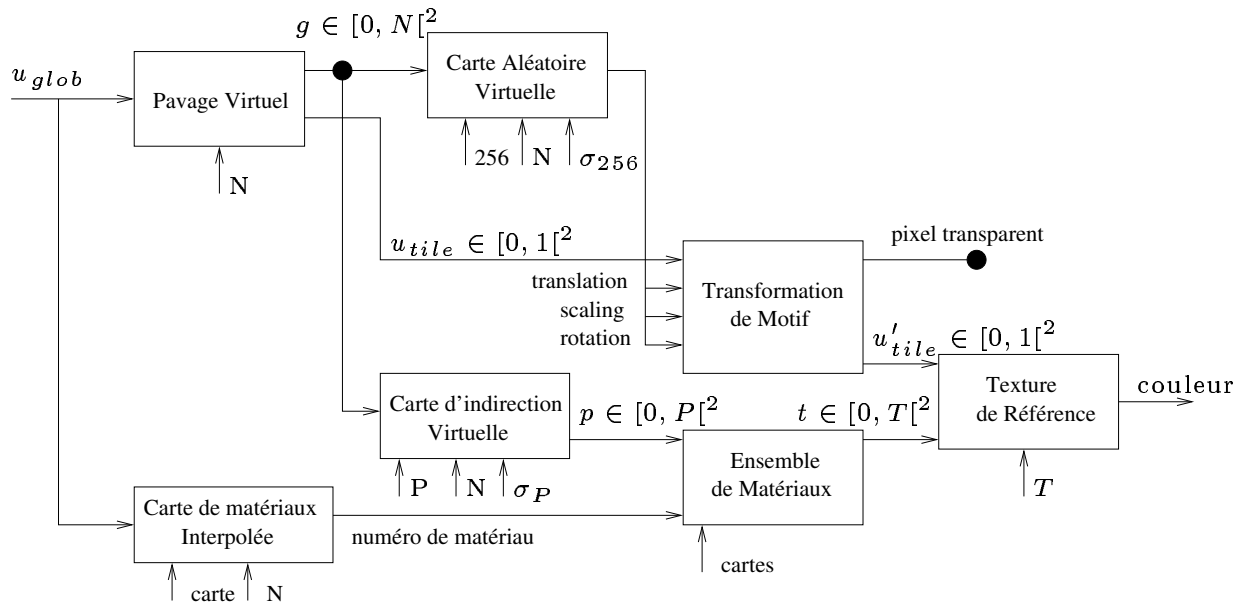 g ∈ [0, N[²
u_glob
Pavage Virtuel
N
Carte Aléatoire
Virtuelle
256
N
σ_256
u_tile ∈ [0, 1[²
translation
scaling
rotation
pixel transparent
Transformation
de Motif
u'_tile ∈ [0, 1[²
Texture
de Référence
couleur
T
Carte d'indirection
Virtuelle
p ∈ [0, P[²
P
N
σ_P
t ∈ [0, T[²
Ensemble
de Matériaux
cartes
Carte de matériaux
Interpolée
numéro de matériau
carte
N